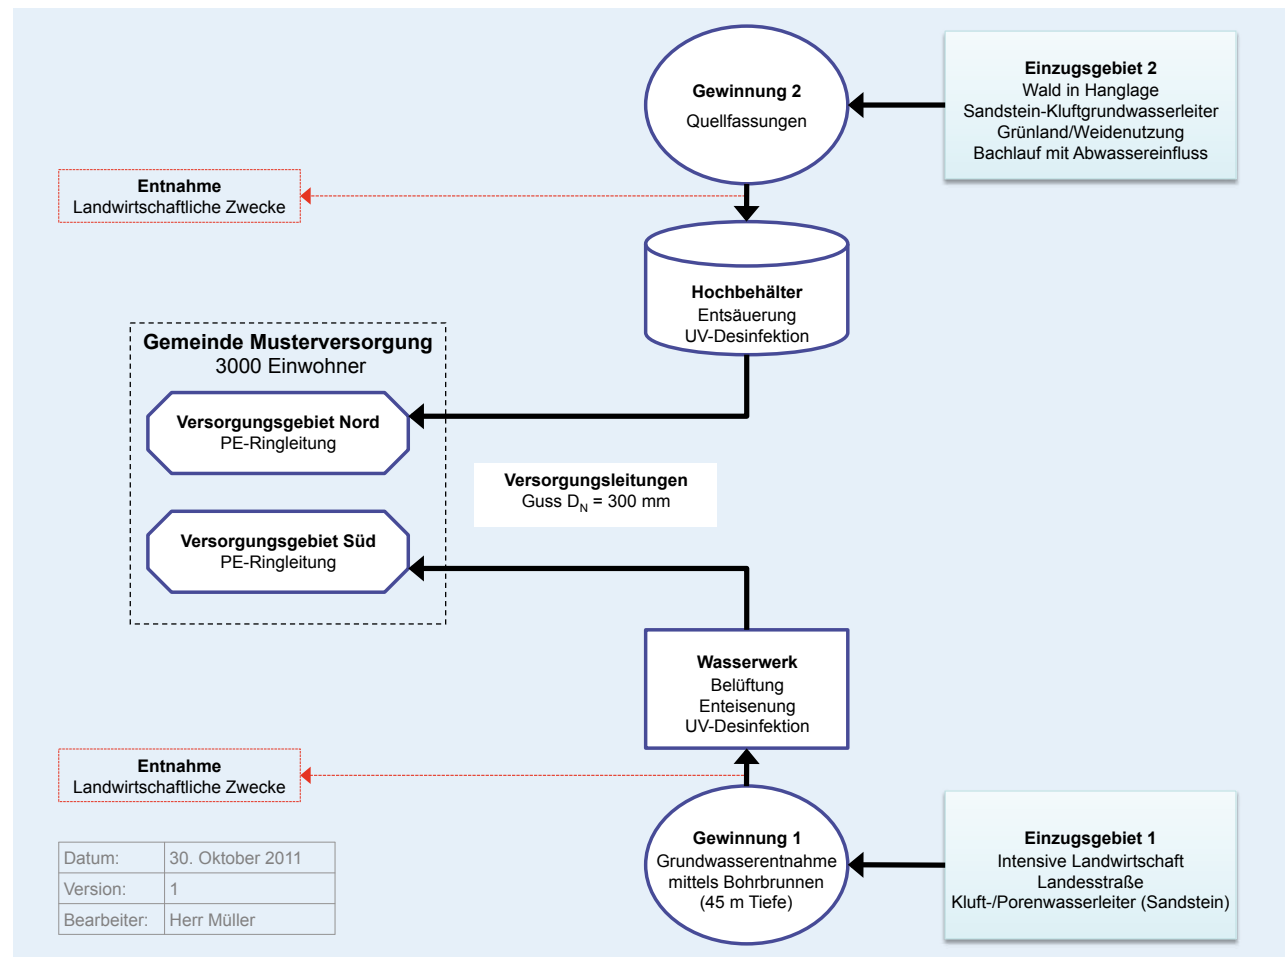 Gewinnung 2
Quellfassungen
Einzugsgebiet 2
Wald in Hanglage
Sandstein-Kluftgrundwasserleiter
Grünland/Weidenutzung
Bachlauf mit Abwassereinfluss
Entnahme
Landwirtschaftliche Zwecke
Hochbehälter
Entsäuerung
UV-Desinfektion
Gemeinde Musterversorgung
3000 Einwohner
Versorgungsgebiet Nord
PE-Ringleitung
Versorgungsleitungen
Guss D_N = 300 mm
Versorgungsgebiet Süd
PE-Ringleitung
Wasserwerk
Belüftung
Enteisenung
UV-Desinfektion
Entnahme
Landwirtschaftliche Zwecke
Gewinnung 1
Grundwasserentnahme
mittels Bohrbrunnen
(45 m Tiefe)
Einzugsgebiet 1
Intensive Landwirtschaft
Landesstraße
Kluft-/Porenwasserleiter (Sandstein)
Datum: 30. Oktober 2011
Version: 1
Bearbeiter: Herr Müller